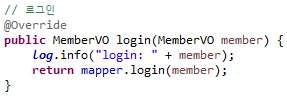 // 로그인
@Override
public MemberVO login(MemberVO member) {
    log.info("login: " + member);
    return mapper.login(member);
}